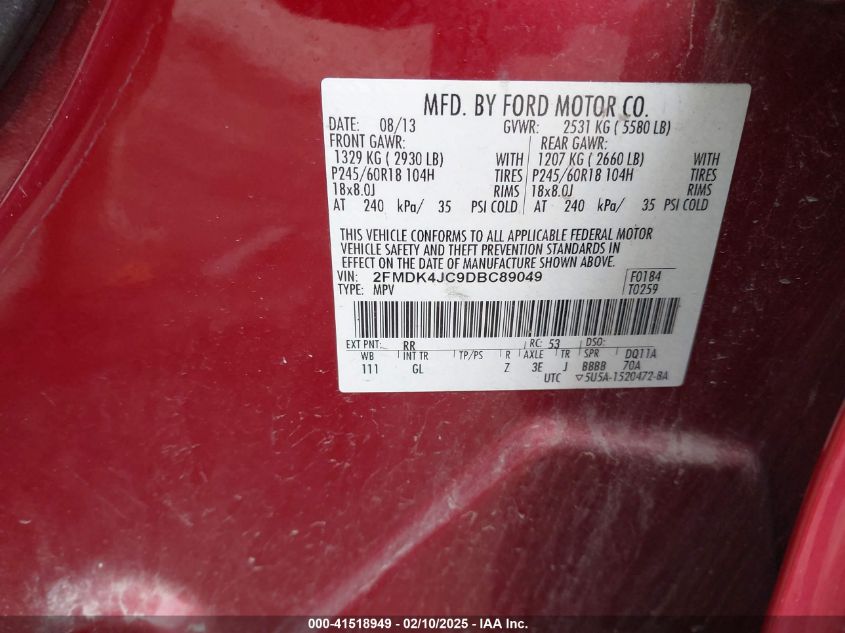 MFD. BY FORD MOTOR CO.
DATE: 08/13 GVWR: 2531 KG ( 5580 LB)
FRONT GAWR: REAR GAWR:
1329 KG ( 2930 LB) WITH 1207 KG ( 2660 LB) WITH
P245/60R18 104H TIRES P245/60R18 104H TIRES
18x8.0J RIMS 18x8.0J RIMS
AT 240 kPa/ 35 PSI COLD AT 240 kPa/ 35 PSI COLD
THIS VEHICLE CONFORMS TO ALL APPLICABLE FEDERAL MOTOR
VEHICLE SAFETY AND THEFT PREVENTION STANDARDS IN
EFFECT ON THE DATE OF MANUFACTURE SHOWN ABOVE.
VIN: 2FMDK4JC9DBC89049 F0184
TYPE: MPV T0259
EXT PNT: RR RC: 53 DSO:
WB INT TR TP/PS R AXLE TR SPR DQ11A
111 GL Z 3E J BBBB 70A
UTC ▽5U5A-1520472-BA
000-41518949 - 02/10/2025 - IAA Inc.